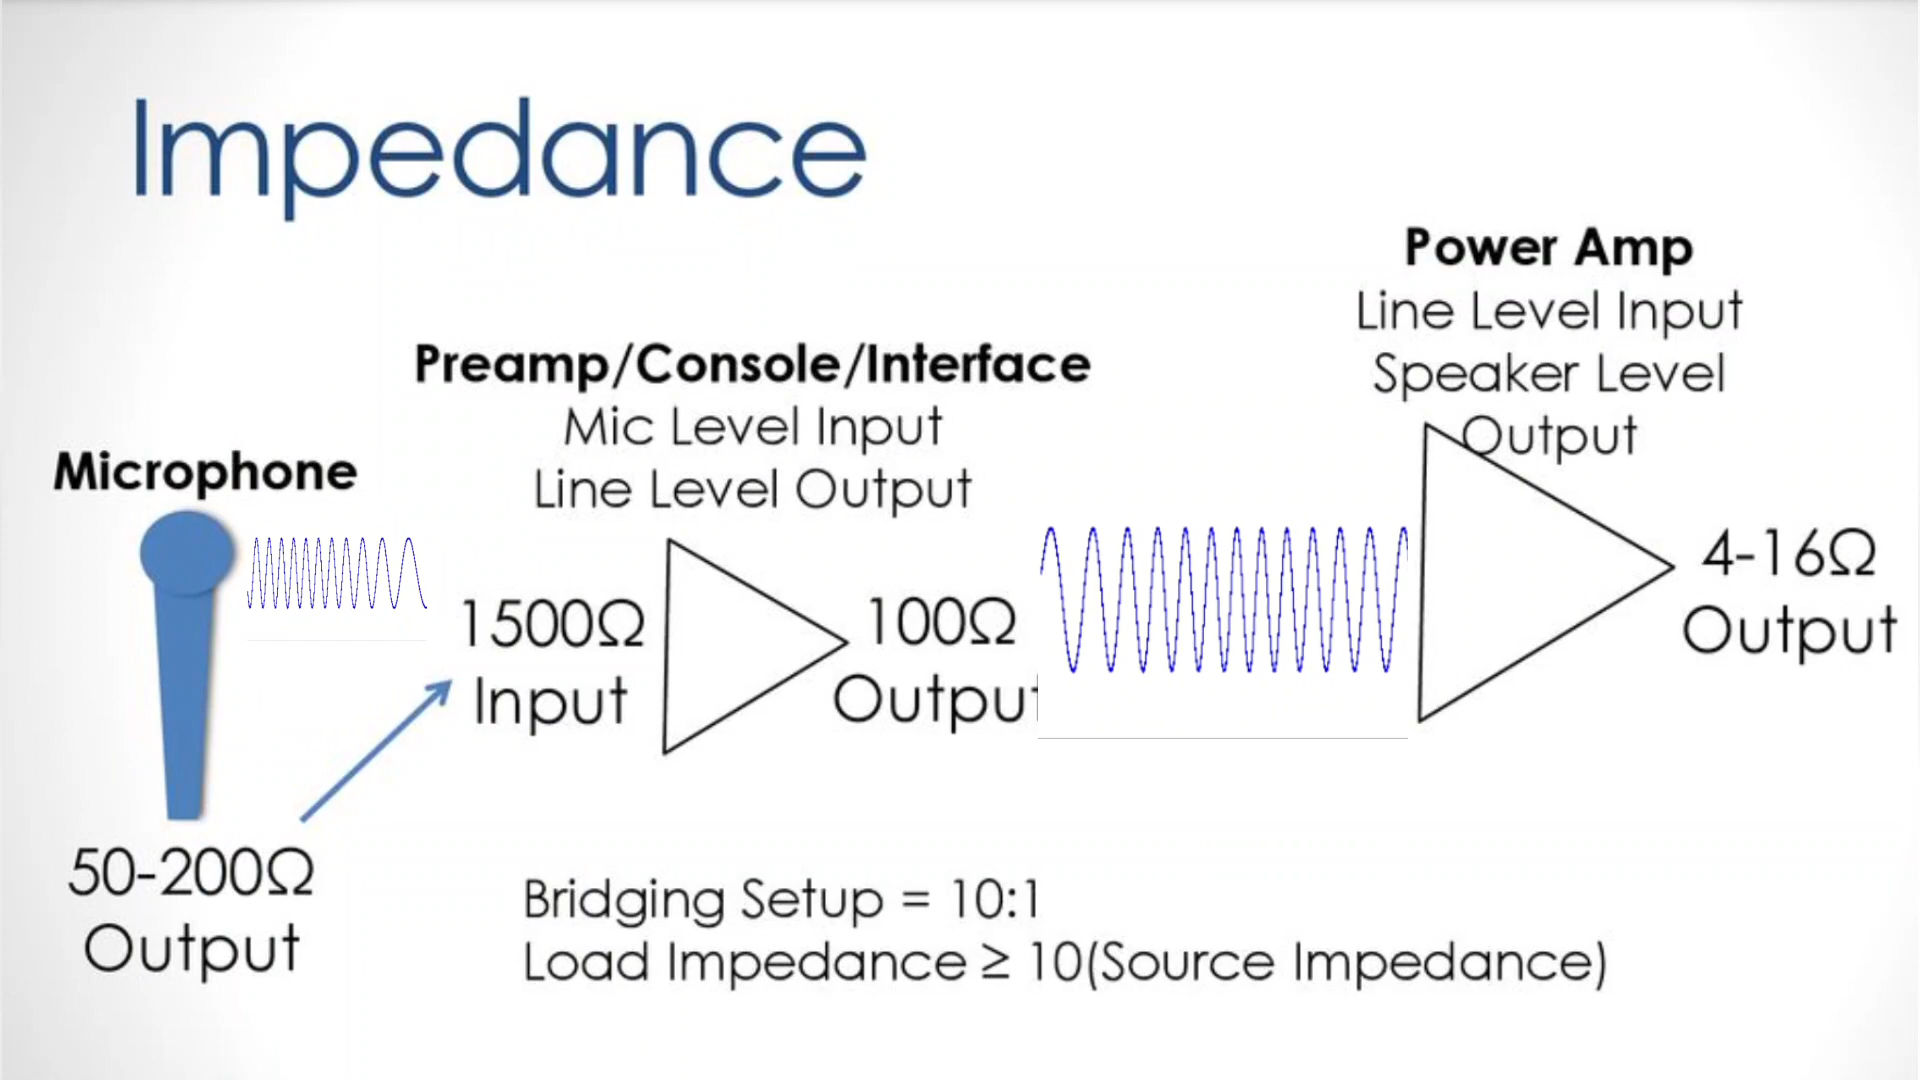 Impedance
Power Amp
Line Level Input
Speaker Level
Output
Preamp/Console/Interface
Mic Level Input
Line Level Output
Microphone
1500Ω
Input
100Ω
Output
4-16Ω
Output
50-200Ω
Output
Bridging Setup = 10:1
Load Impedance ≥ 10(Source Impedance)